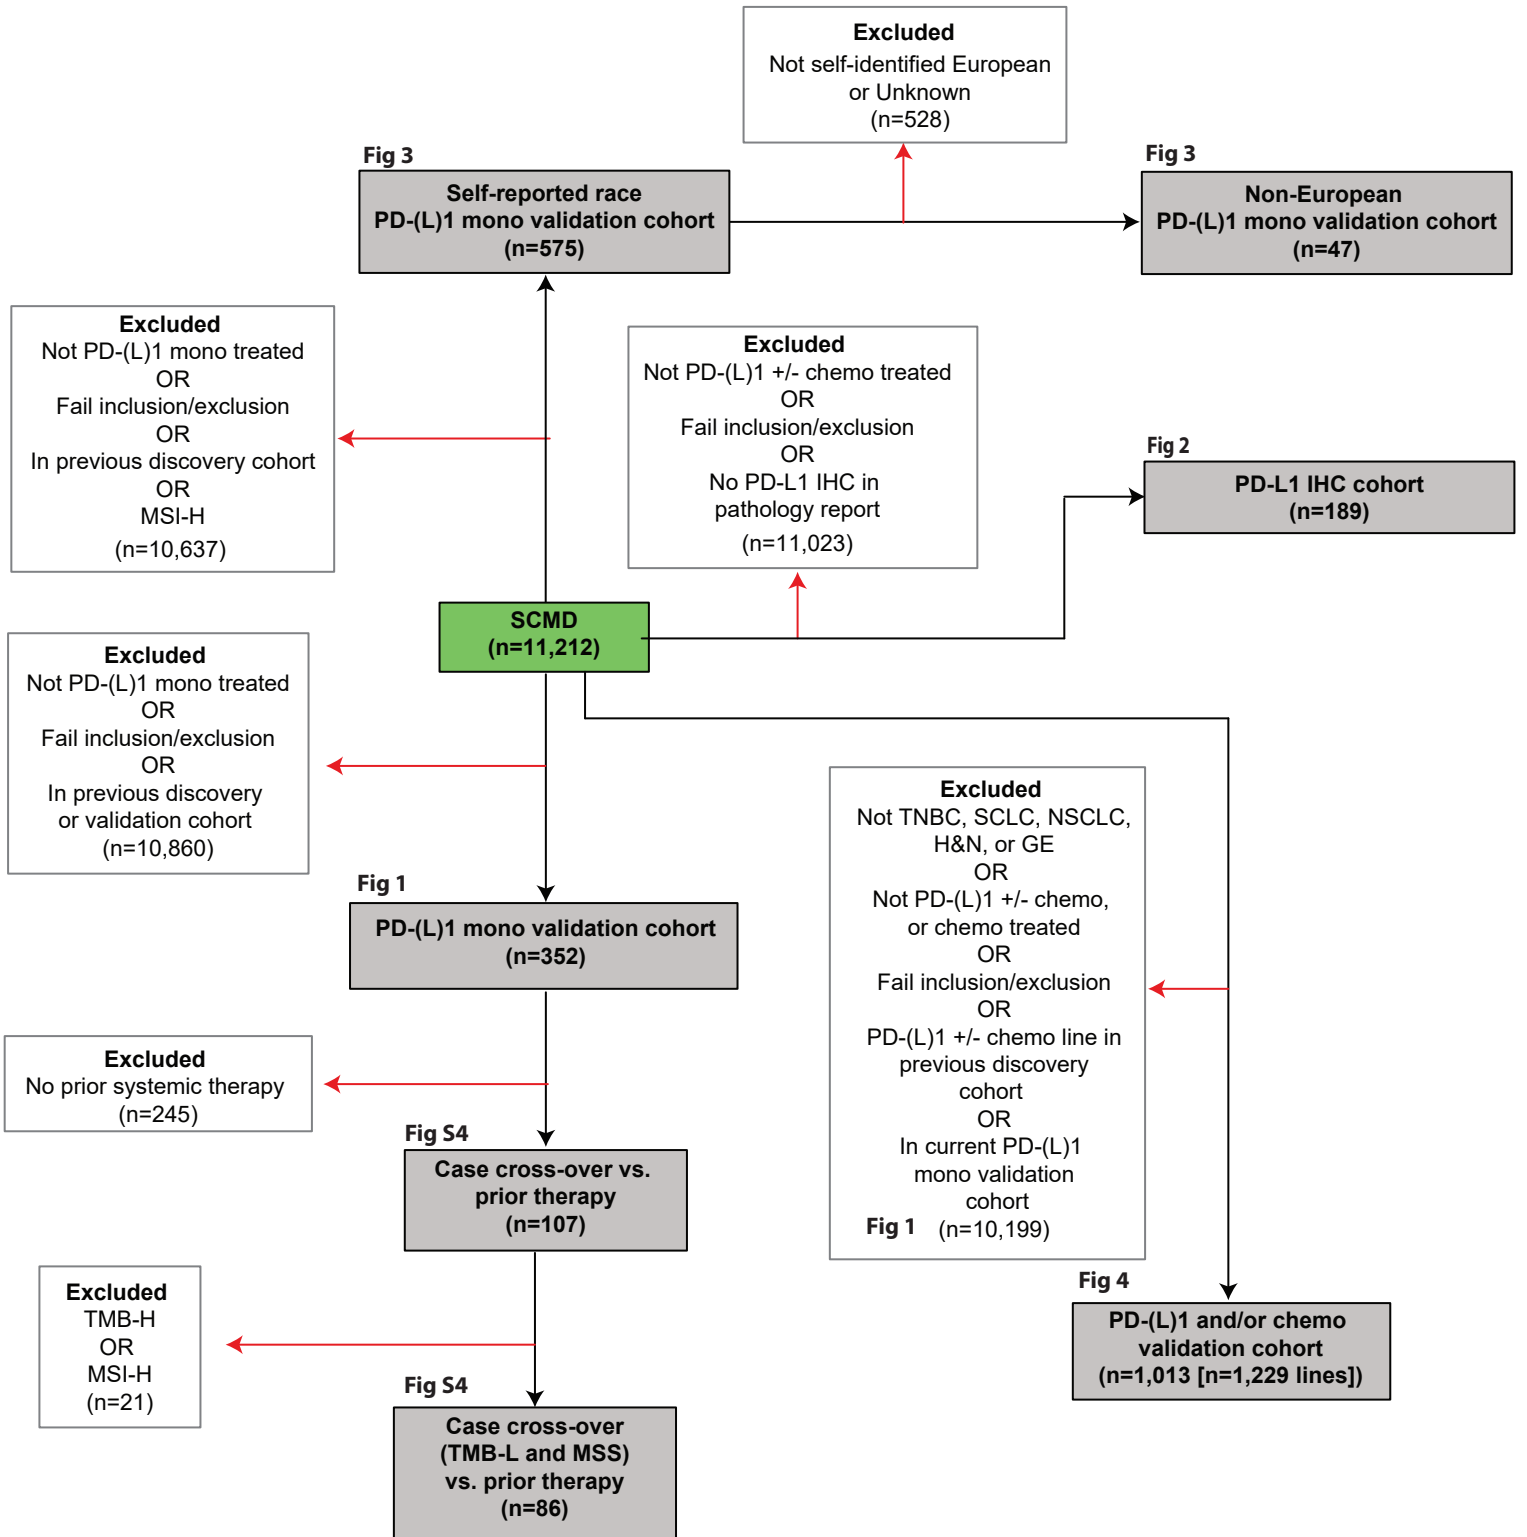 Excluded
Not self-identified European
or Unknown
(n=528)
Fig 3
Self-reported race
PD-(L)1 mono validation cohort
(n=575)
Fig 3
Non-European
PD-(L)1 mono validation cohort
(n=47)
Excluded
Not PD-(L)1 mono treated
OR
Fail inclusion/exclusion
OR
In previous discovery cohort
OR
MSI-H
(n=10,637)
Excluded
Not PD-(L)1 +/- chemo treated
OR
Fail inclusion/exclusion
OR
No PD-L1 IHC in
pathology report
(n=11,023)
Fig 2
PD-L1 IHC cohort
(n=189)
SCMD
(n=11,212)
Excluded
Not PD-(L)1 mono treated
OR
Fail inclusion/exclusion
OR
In previous discovery
or validation cohort
(n=10,860)
Fig 1
PD-(L)1 mono validation cohort
(n=352)
Excluded
Not TNBC, SCLC, NSCLC,
H&N, or GE
OR
Not PD-(L)1 +/- chemo,
or chemo treated
OR
Fail inclusion/exclusion
OR
PD-(L)1 +/- chemo line in
previous discovery
cohort
OR
In current PD-(L)1
mono validation
cohort
Fig 1 (n=10,199)
Excluded
No prior systemic therapy
(n=245)
Fig S4
Case cross-over vs.
prior therapy
(n=107)
Excluded
TMB-H
OR
MSI-H
(n=21)
Fig S4
Case cross-over
(TMB-L and MSS)
vs. prior therapy
(n=86)
Fig 4
PD-(L)1 and/or chemo
validation cohort
(n=1,013 [n=1,229 lines])